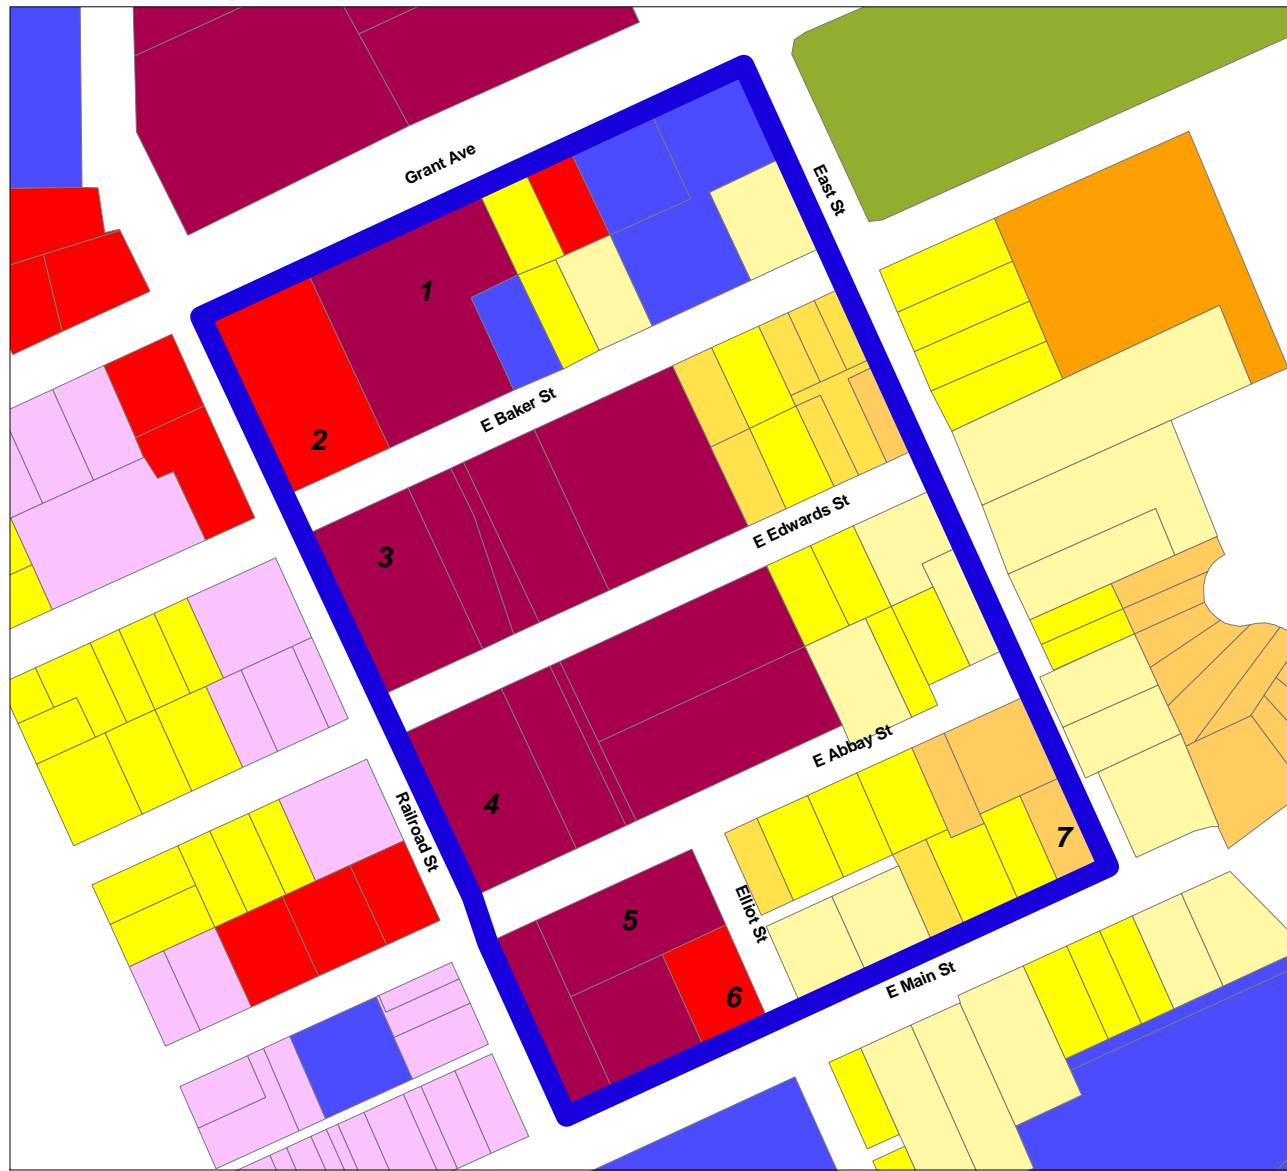 Grant Ave
East St
1
2
E Baker St
3
E Edwards St
4
E Abbay St
Railroad St
7
5
Elliot St
6
E Main St